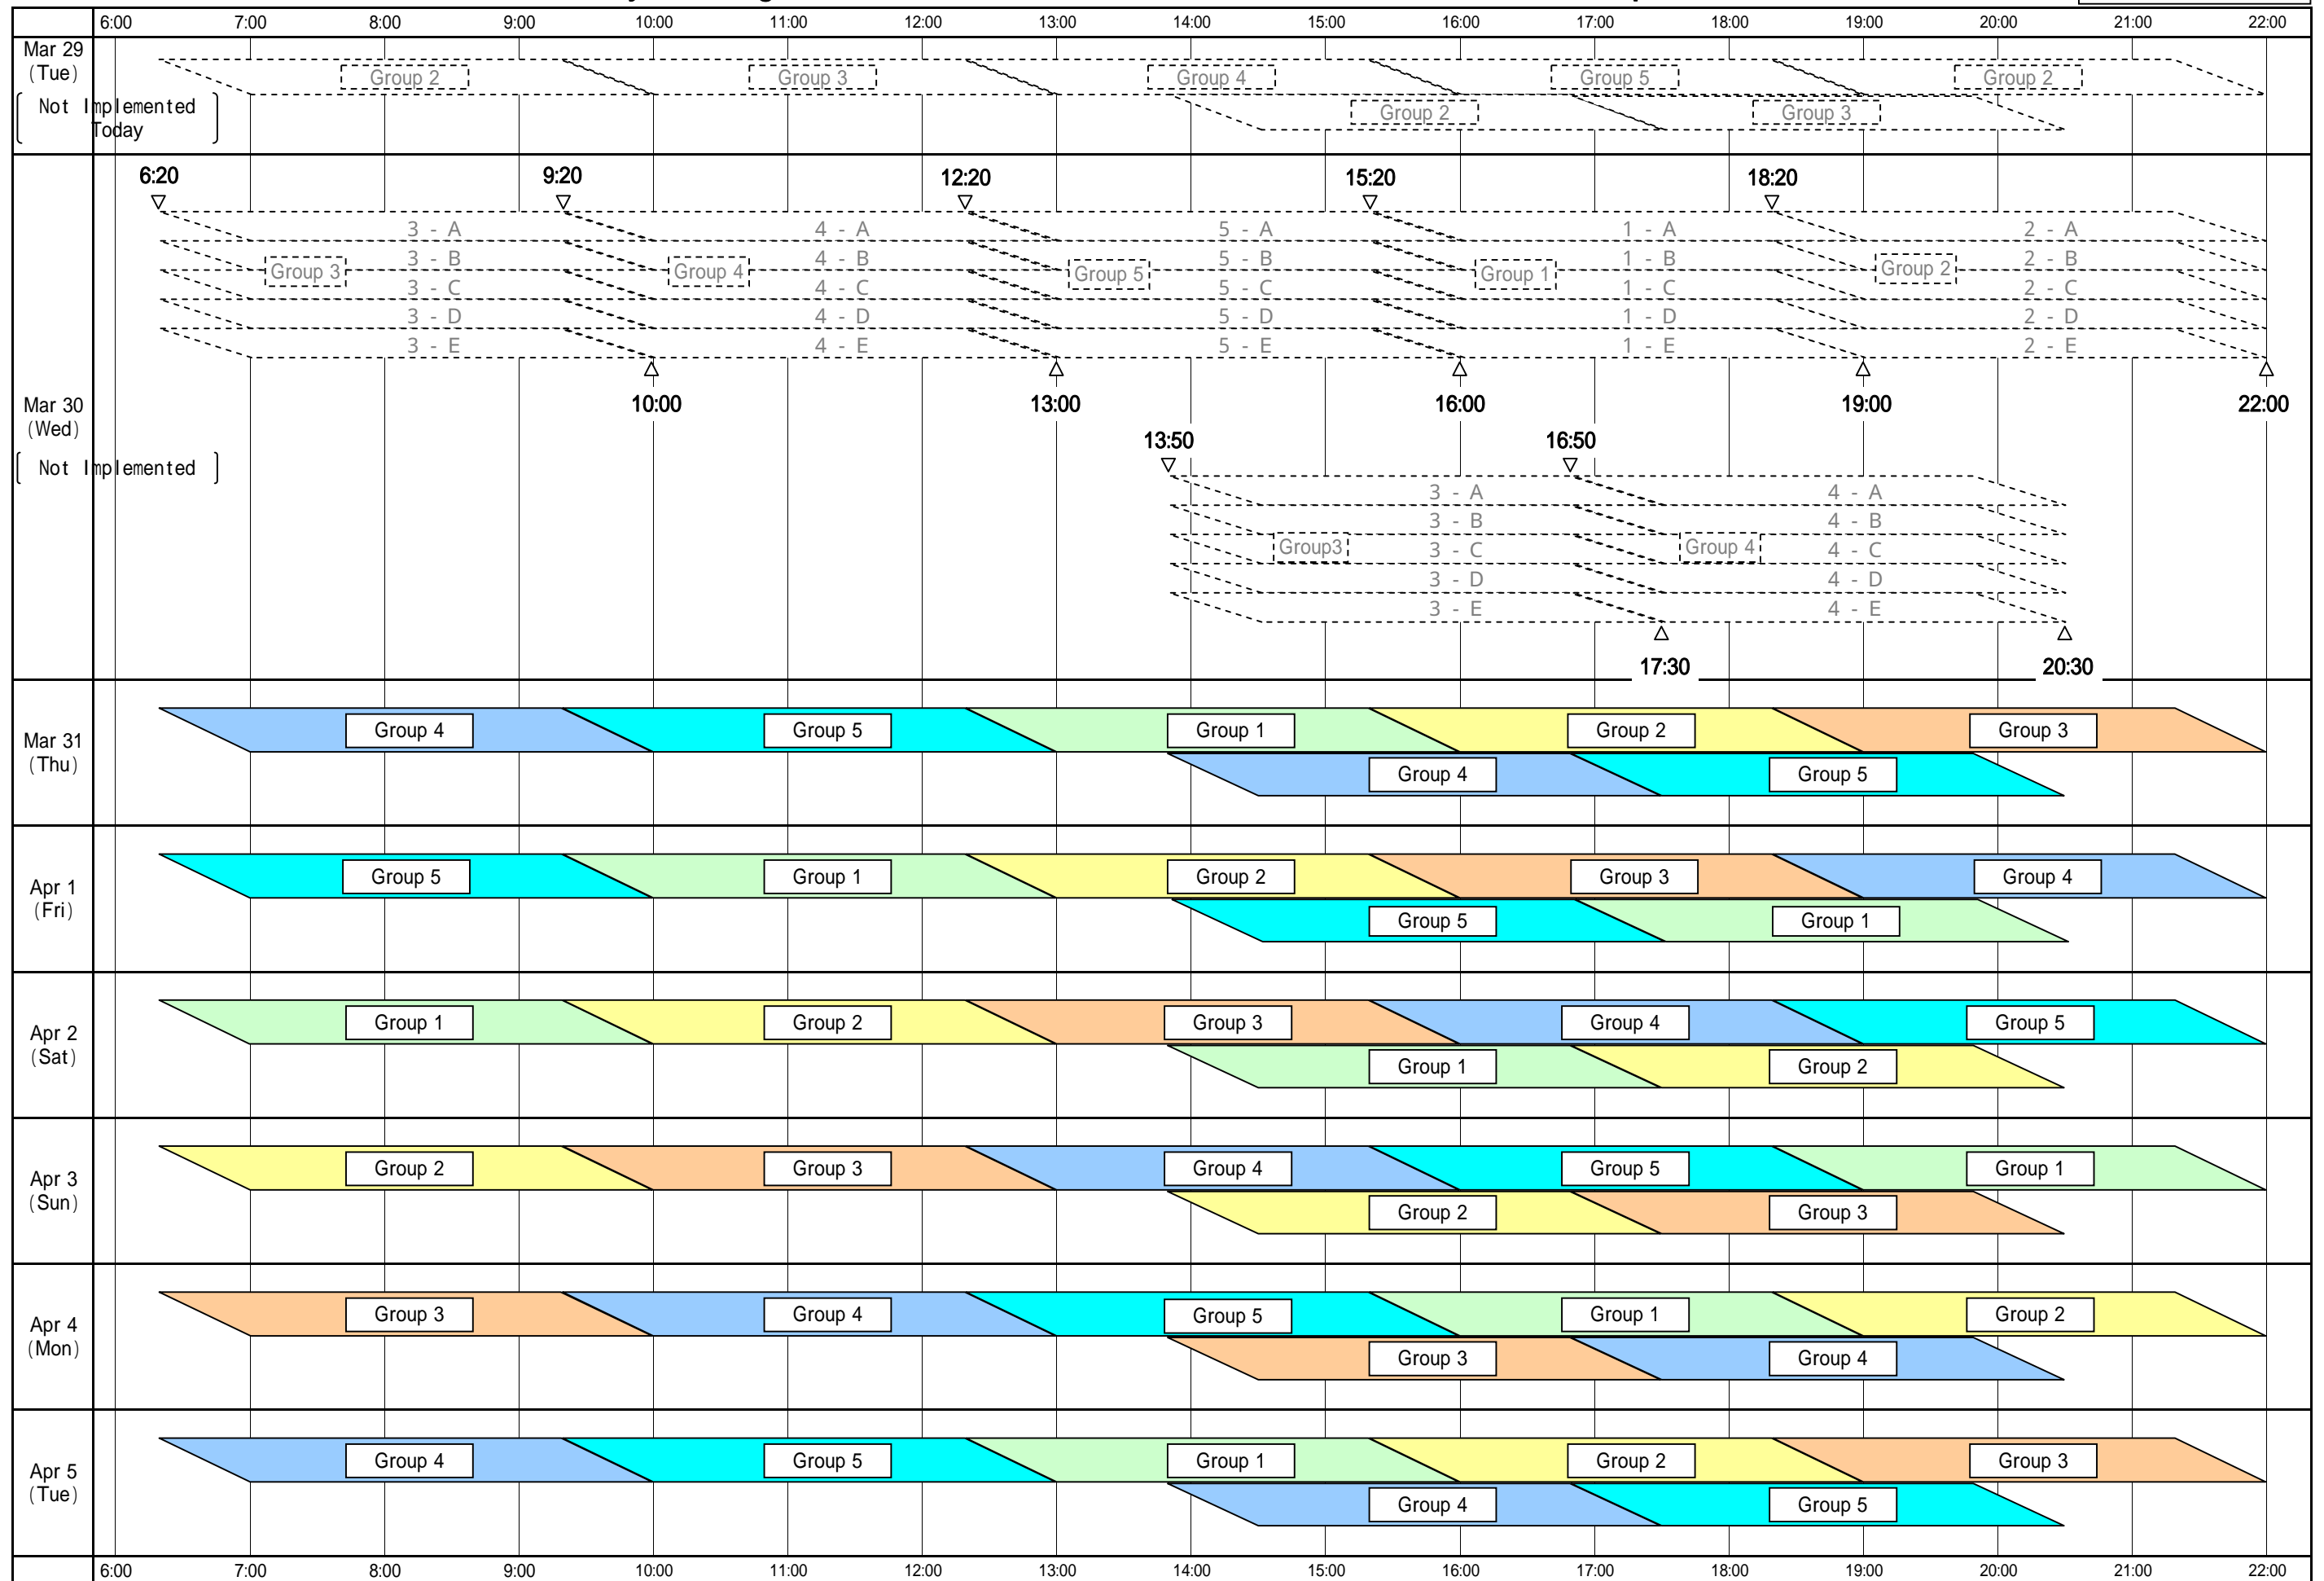 6:00 7:00 8:00 9:00 10:00 11:00 12:00 13:00 14:00 15:00 16:00 17:00 18:00 19:00 20:00 21:00 22:00
Mar 29
(Tue)
Not Implemented
Today
Group 2 Group 3 Group 4 Group 5 Group 2
Group 2 Group 3
Mar 30
(Wed)
Not Implemented
6:20 9:20 12:20 15:20 18:20
3 - A 4 - A 5 - A 1 - A 2 - A
3 - B 4 - B 5 - B 1 - B 2 - B
Group 3 Group 4 Group 5 Group 1 Group 2
3 - C 4 - C 5 - C 1 - C 2 - C
3 - D 4 - D 5 - D 1 - D 2 - D
3 - E 4 - E 5 - E 1 - E 2 - E
10:00 13:00 16:00 19:00 22:00
13:50 16:50
3 - A 4 - A
3 - B 4 - B
Group3 Group 4
3 - C 4 - C
3 - D 4 - D
3 - E 4 - E
17:30 20:30
Mar 31
(Thu)
Group 4 Group 5 Group 1 Group 2 Group 3
Group 4 Group 5
Apr 1
(Fri)
Group 5 Group 1 Group 2 Group 3 Group 4
Group 5 Group 1
Apr 2
(Sat)
Group 1 Group 2 Group 3 Group 4 Group 5
Group 1 Group 2
Apr 3
(Sun)
Group 2 Group 3 Group 4 Group 5 Group 1
Group 2 Group 3
Apr 4
(Mon)
Group 3 Group 4 Group 5 Group 1 Group 2
Group 3 Group 4
Apr 5
(Tue)
Group 4 Group 5 Group 1 Group 2 Group 3
Group 4 Group 5
6:00 7:00 8:00 9:00 10:00 11:00 12:00 13:00 14:00 15:00 16:00 17:00 18:00 19:00 20:00 21:00 22:00